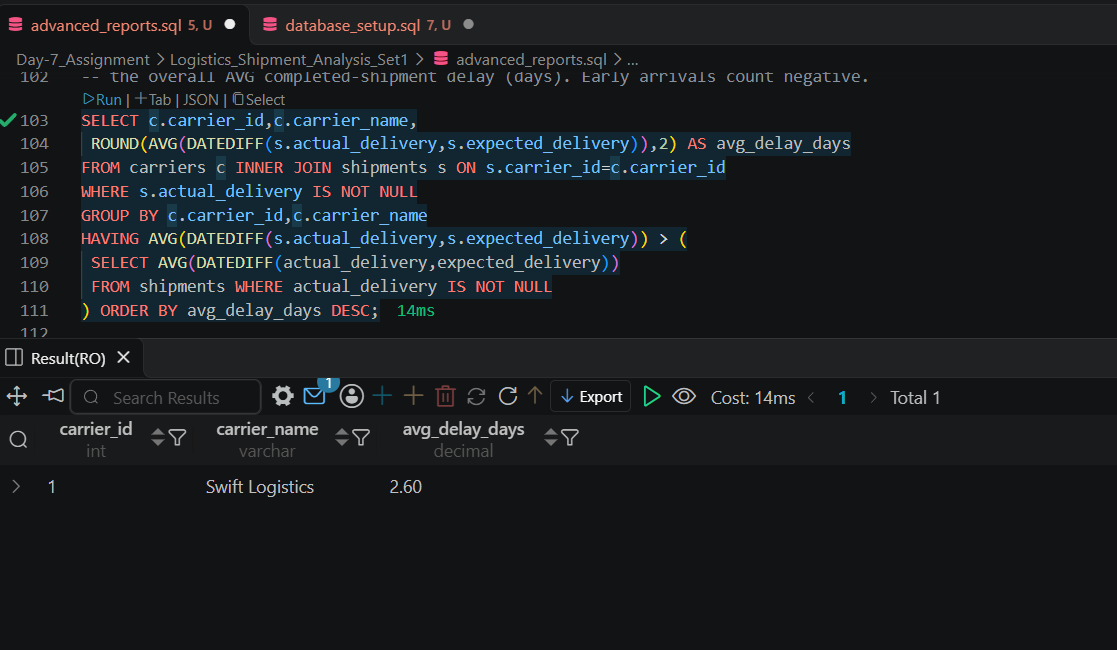 advanced_reports.sql 5, U
database_setup.sql 7, U
Day-7_Assignment > Logistics_Shipment_Analysis_Set1 > advanced_reports.sql > ...
102 -- the overall AVG completed-shipment delay (days). Early arrivals count negative.
Run | Tab | JSON | Select
103 SELECT c.carrier_id,c.carrier_name,
104 ROUND(AVG(DATEDIFF(s.actual_delivery,s.expected_delivery)),2) AS avg_delay_days
105 FROM carriers c INNER JOIN shipments s ON s.carrier_id=c.carrier_id
106 WHERE s.actual_delivery IS NOT NULL
107 GROUP BY c.carrier_id,c.carrier_name
108 HAVING AVG(DATEDIFF(s.actual_delivery,s.expected_delivery)) > (
109 SELECT AVG(DATEDIFF(actual_delivery,expected_delivery))
110 FROM shipments WHERE actual_delivery IS NOT NULL
111 ) ORDER BY avg_delay_days DESC; 14ms
112
Result(RO)
Search Results 1 Export Cost: 14ms 1 Total 1
carrier_id carrier_name avg_delay_days
int varchar decimal
1 Swift Logistics 2.60